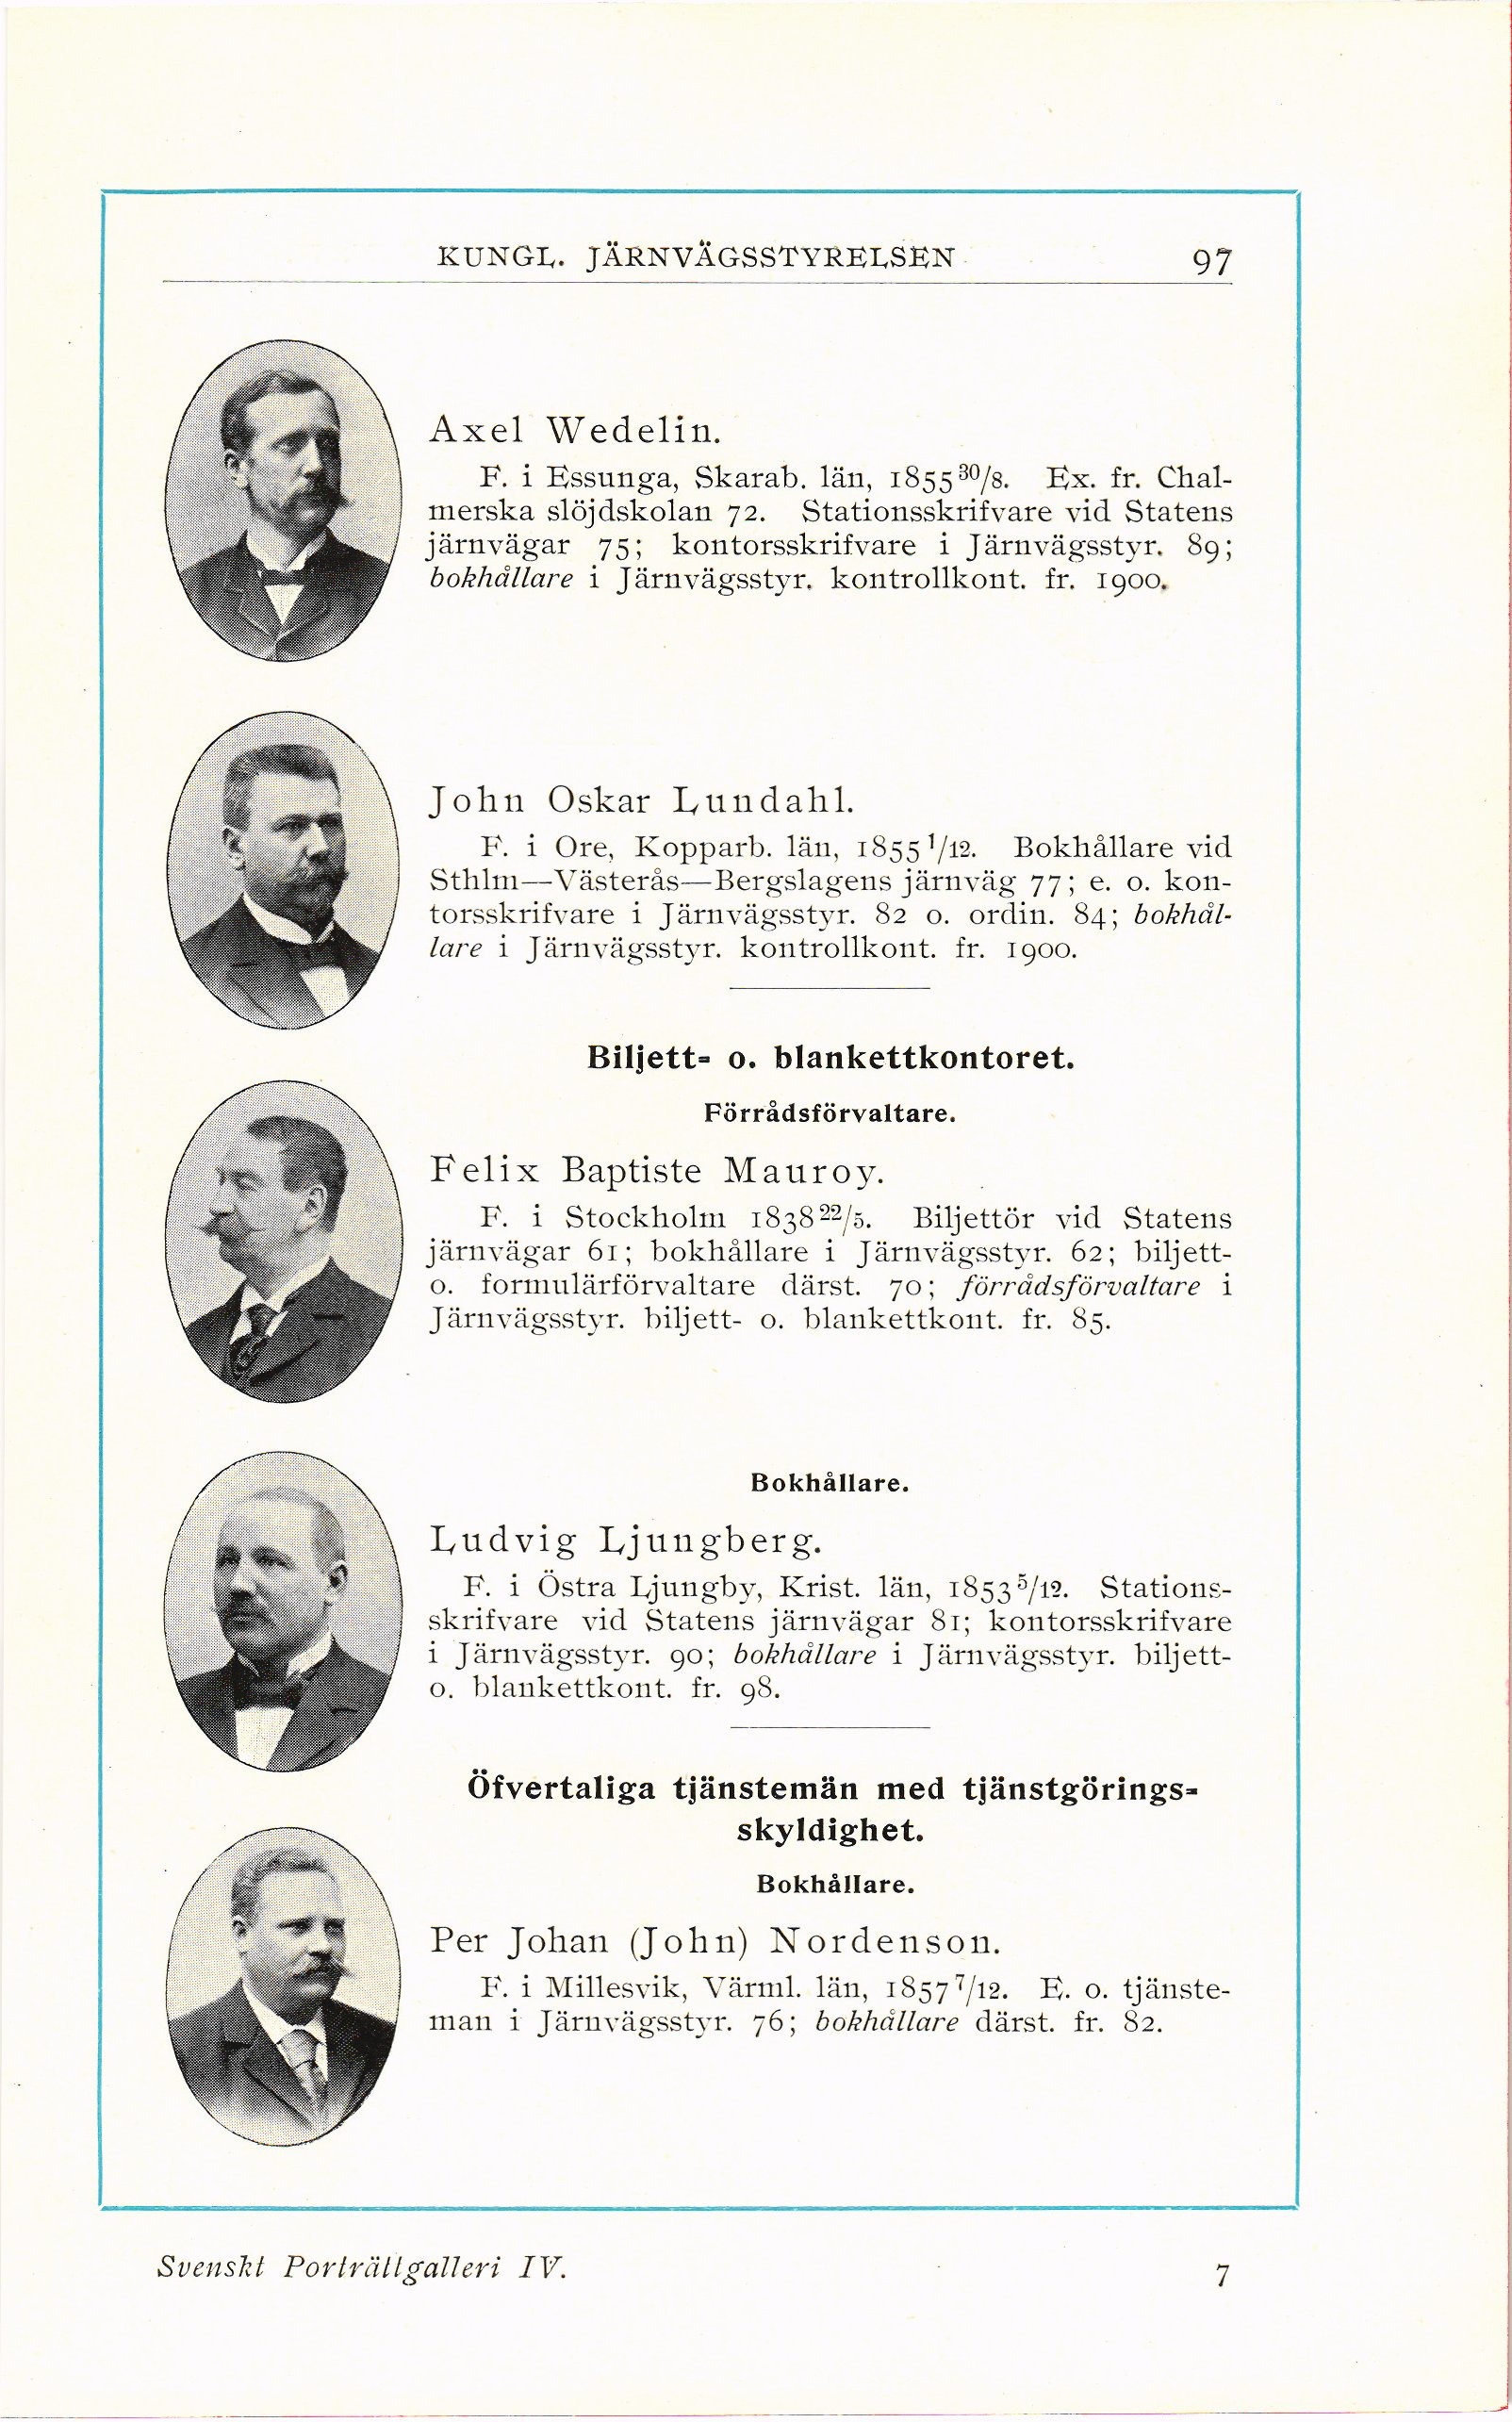 KUNGL. JÄRNVÄGSSTYRELSEN 97
Axel Wedelin.
F. i Essunga, Skarab. län, 1855 30/8. Ex. fr. Chal-
merska slöjdskolan 72. Stationsskrifvare vid Statens
järnvägar 75; kontorsskrifvare i Järnvägsstyr. 89;
bokhållare i Järnvägsstyr. kontrollkont. fr. 1900.
John Oskar Lundahl.
F. i Ore, Kopparb. län, 1855 1/12. Bokhållare vid
Sthlm—Västerås—Bergslagens järnväg 77; e. o. kon-
torsskrifvare i Järnvägsstyr. 82 o. ordin. 84; bokhål-
lare i Järnvägsstyr. kontrollkont. fr. 1900.
Biljett- o. blankettkontoret.
Förrådsförvaltare.
Felix Baptiste Mauroy.
F. i Stockholm 1838 22/5. Biljettör vid Statens
järnvägar 61; bokhållare i Järnvägsstyr. 62; biljett-
o. formulärförvaltare därst. 70; förrådsförvaltare i
Järnvägsstyr. biljett- o. blankettkont. fr. 85.
Bokhållare.
Ludvig Ljungberg.
F. i Östra Ljungby, Krist. län, 1853 5/12. Stations-
skrifvare vid Statens järnvägar 81; kontorsskrifvare
i Järnvägsstyr. 90; bokhållare i Järnvägsstyr. biljett-
o. blankettkont. fr. 98.
Öfvertaliga tjänstemän med tjänstgörings-
skyldighet.
Bokhållare.
Per Johan (John) Nordenson.
F. i Millesvik, Värml. län, 1857 7/12. E. o. tjänste-
man i Järnvägsstyr. 76; bokhållare därst. fr. 82.
Svenskt Porträttgalleri IV. 7